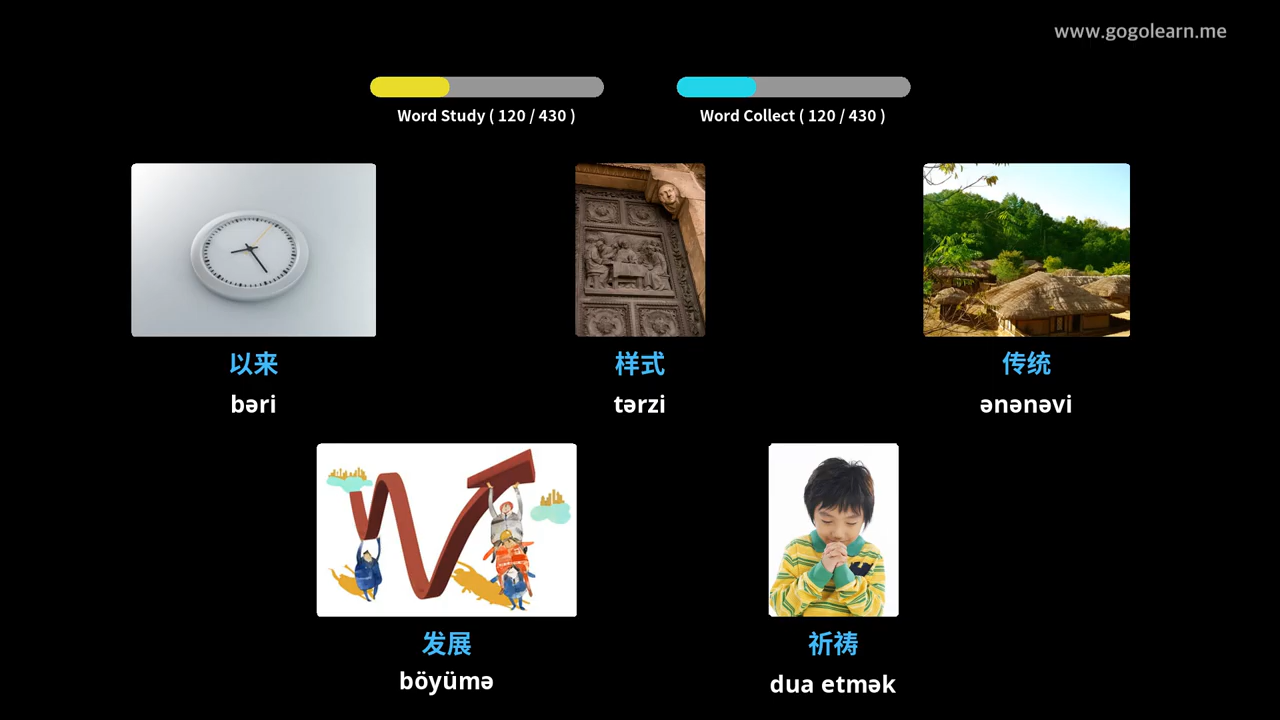 www.gogolearn.me
Word Study ( 120 / 430 )
Word Collect ( 120 / 430 )
以来
bəri
样式
tərzi
传统
ənənəvi
发展
böyümə
祈祷
dua etmək